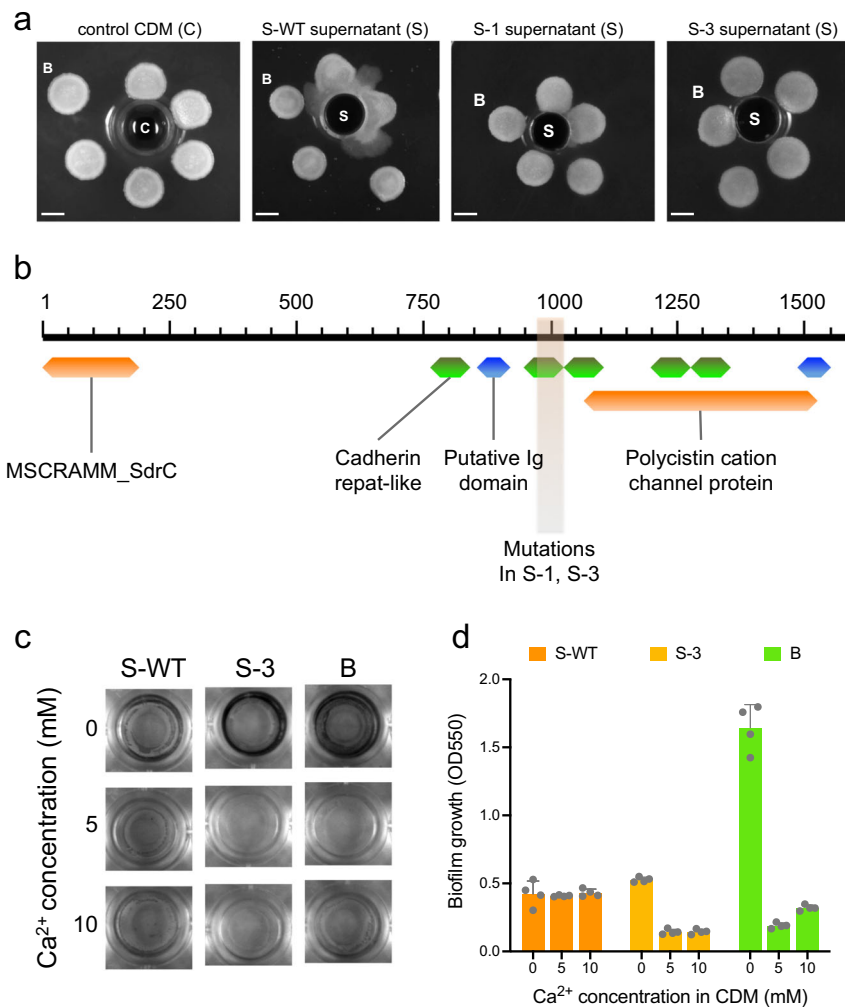 a
control CDM (C)
S-WT supernatant (S)
S-1 supernatant (S)
S-3 supernatant (S)
B
C
B
S
B
S
B
S
b
1
250
500
750
1000
1250
1500
MSCRAMM_SdrC
Cadherin
repat-like
Putative Ig
domain
Polycistin cation
channel protein
Mutations
In S-1, S-3
c
S-WT
S-3
B
Ca²⁺ concentration (mM)
0
5
10
d
S-WT
S-3
B
Biofilm growth (OD550)
2.0
1.5
1.0
0.5
0.0
0 5 10 0 5 10 0 5 10
Ca²⁺ concentration in CDM (mM)